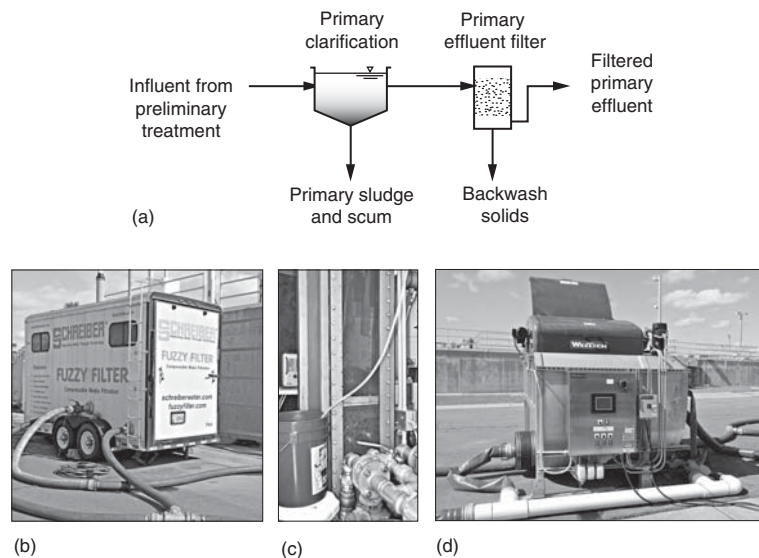 Primary
clarification
Primary
effluent filter
Influent from
preliminary
treatment
Filtered
primary
effluent
Primary sludge
and scum
Backwash
solids
(a)
SCHREIBER
FUZZY FILTER
SCHREIBER
FUZZY FILTER
Compressible Media Filtration
schreiberwater.com
fuzzyfilter.com
(b)
(c)
(d)